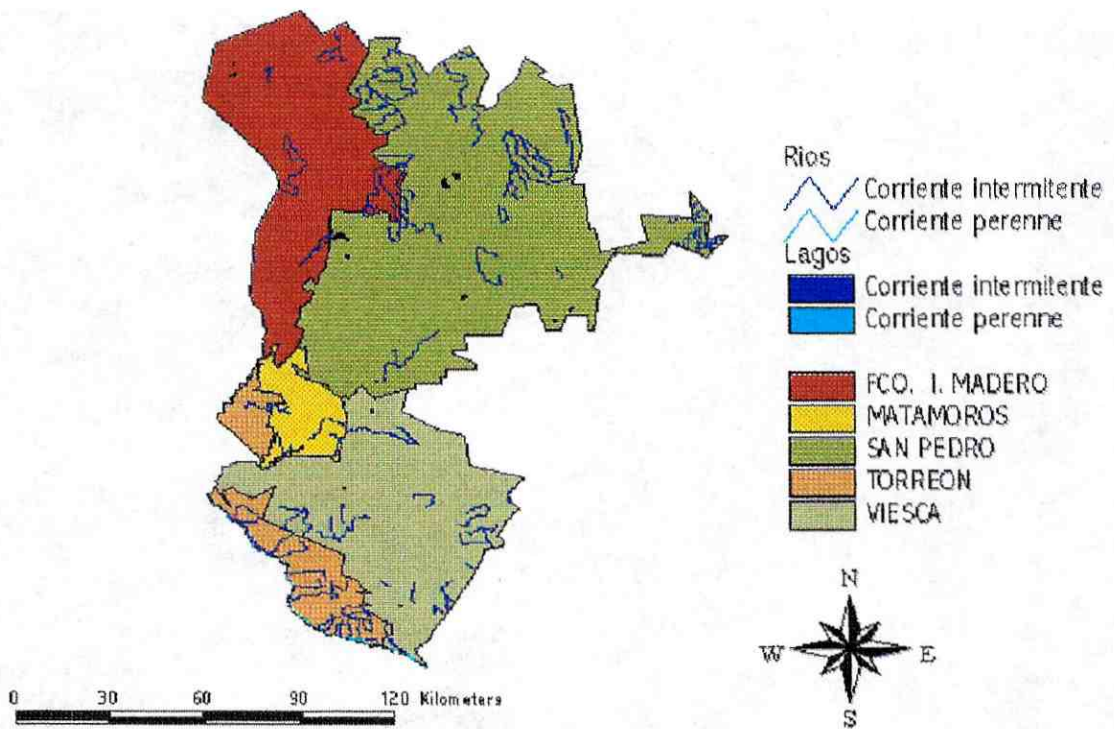 Rios
Corriente intermitente
Corriente perenne
Lagos
Corriente intermitente
Corriente perenne
FCO. I. MADERO
MATAMOROS
SAN PEDRO
TORREON
VIESCA
N
W E
S
0 30 60 90 120 Kilometers